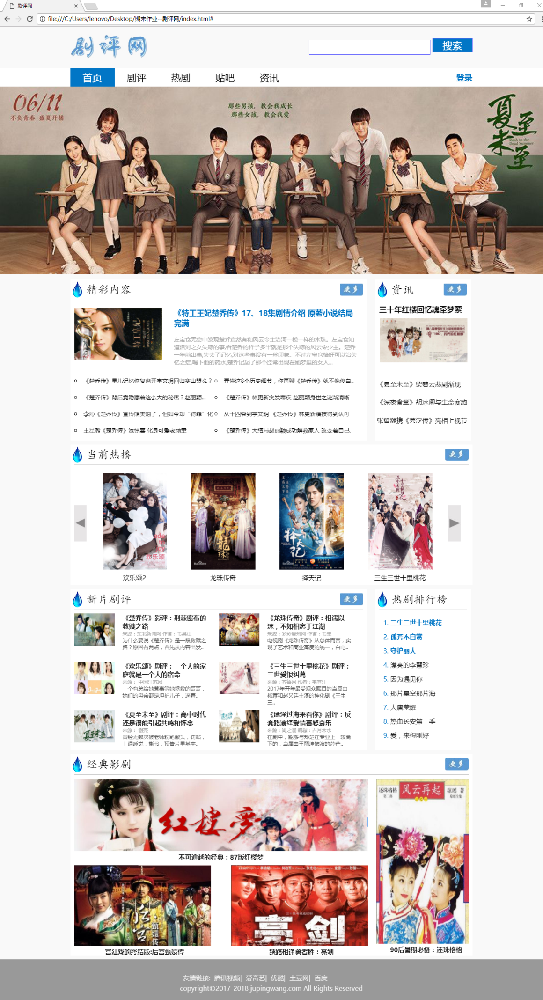 剧评网
file:///C:/Users/lenovo/Desktop/期末作业--剧评网/index.html#
剧评网
搜索
首页 剧评 热剧 贴吧 资讯 登录
06/11
不负青春 盛夏开播
那些男孩，教会我成长
那些女孩，教会我爱
夏至未至
Rush to the
Dead Summer
精彩内容 更多
《特工王妃楚乔传》17、18集剧情介绍 原著小说结局
完满
特工皇妃
左宝仓无意中发现楚乔竟然有和风云令主洛河一模一样的木珠。左宝仓知
道洛河之女失踪的事,看楚乔的样子多半就是那个失踪的风云令少主。楚乔
一年前出事,失去了记忆,对这些事没有一丝印象。不过左宝仓恰好可以治失
忆之症,喝下他的药水,楚乔记起了那个经常出现在她梦里的女人...
《楚乔传》星儿记忆恢复离开宇文玥回归寒山盟么？
弄懂这8个历史细节，你再聊《楚乔传》就不像傻白..
《楚乔传》背后竟隐藏着这么大的秘密？赵丽颖...
《楚乔传》林更新突发寒疾 赵丽颖身世之谜渐清晰
李沁《楚乔传》宣传照美翻了，但如今却“得罪”化
从十四爷到宇文玥 《楚乔传》林更新演技得到认可
王星瀚《楚乔传》添惊喜 化身可爱老顽童
《楚乔传》大结局赵丽颖成功解救家人 改变着自己.
资讯 更多
三十年红楼回忆魂牵梦萦
《夏至未至》柴碧云悲剧渐现
《深夜食堂》胡冰卿与生命赛跑
张哲瀚携《芸汐传》亮相上视节
当前热播 更多
ode
to
joy
欢乐颂
龍珠
择天记
三生三世十里桃花
◀ ▶
欢乐颂2
龙珠传奇
择天记
三生三世十里桃花
新片剧评 更多
《楚乔传》影评：荆棘密布的
救赎之路
来源：东北新闻网 作者：韦其江
为什么要说《楚乔传》是一段救赎之
路？原因有两点，首先从内容出发..
《龙珠传奇》剧评：相濡以
沫，不如相忘于江湖
来源：多彩贵州网 作者：韦墨
电视剧《龙珠传奇》从总体而言，实
现了艺术和商业高度的统一，自电..
《欢乐颂》剧评：一个人的家
庭就是一个人的宿命
来源： 中国江苏网
一个有总给她惹事等她拯救的哥哥，
她们的母亲都是坦护儿子，逼着..
《三生三世十里桃花》剧评：
三世爱恨纠葛
来源：齐鲁网 作者：韦其江
2017年开年最受观众瞩目的当属由
杨幂和赵又廷主演的神化剧《三生
三..
《夏至未至》剧评：高中时代
还是很能引起共鸣和怀念
来源： 谢亮
曾经无数次被老师粉笔敲头，罚站，
上课睡觉，撕书，预告片里基本..
夏至未至
《漂洋过海来看你》剧评：反
套路演绎爱情喜怒哀乐
来源：尚之潮 编辑：古月木水
在剧中，能够与郑楚在专业上一较高
下的，当属由王丽坤饰演的苏芒..
热剧排行榜
1. 三生三世十里桃花
2. 孤芳不自赏
3. 守护丽人
4. 漂亮的李慧珍
5. 因为遇见你
6. 那片星空那片海
7. 大唐荣耀
8. 热血长安第一季
9. 爱，来得刚好
经典影剧 更多
红楼梦
不可逾越的经典：87版红楼梦
后宫·甄嬛传
宫廷戏的终结版:后宫甄嬛传
三十集电视连续剧
亮剑
狭路相逢勇者胜：亮剑
还珠格格
第二部
风云再起
琼瑶 著
琼瑶全集
90后暑期必备：还珠格格
友情链接: 腾讯视频| 爱奇艺| 优酷| 土豆网| 百度
copyright©2017-2018 jupingwang.com All Rights Reserved